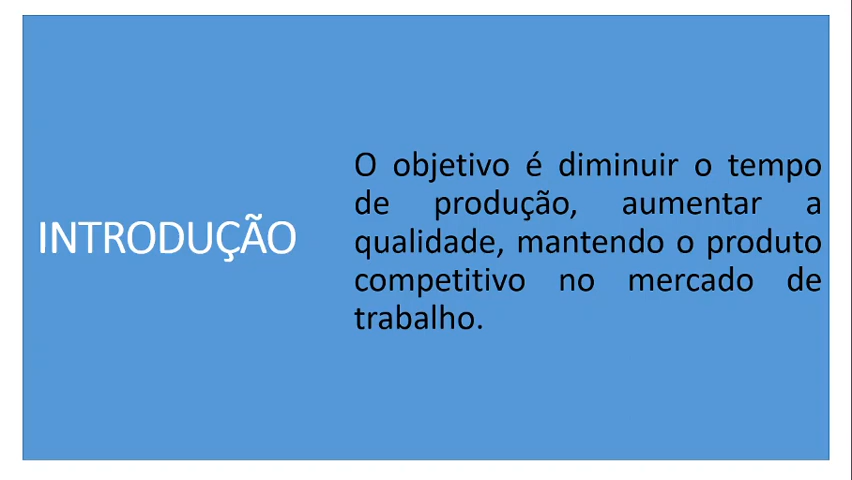 INTRODUÇÃO
O objetivo é diminuir o tempo
de produção, aumentar a
qualidade, mantendo o produto
competitivo no mercado de
trabalho.